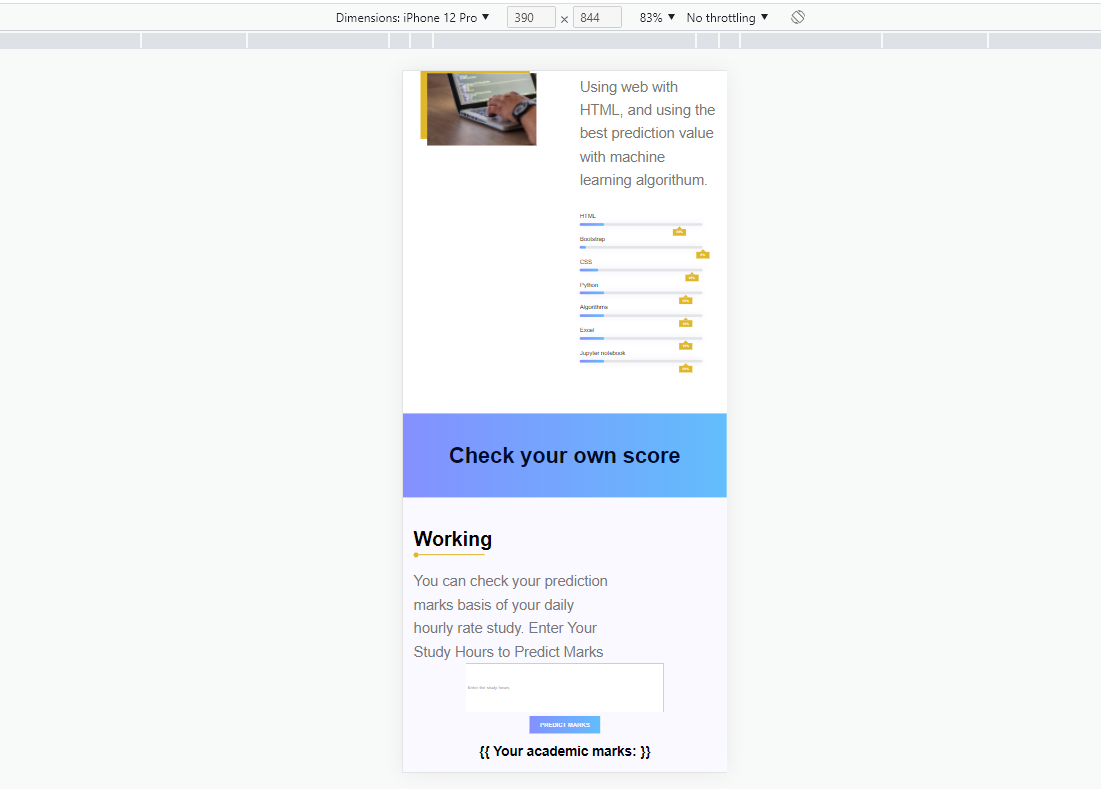 Dimensions: iPhone 12 Pro ▼ 390 × 844 83% ▼ No throttling ▼
Using web with
HTML, and using the
best prediction value
with machine
learning algorithum.
HTML
Bootstrap
CSS
Python
Algorithms
Excel
Jupyter notebook
Check your own score
Working
You can check your prediction
marks basis of your daily
hourly rate study. Enter Your
Study Hours to Predict Marks
Enter the study hours
PREDICT MARKS
{{ Your academic marks: }}